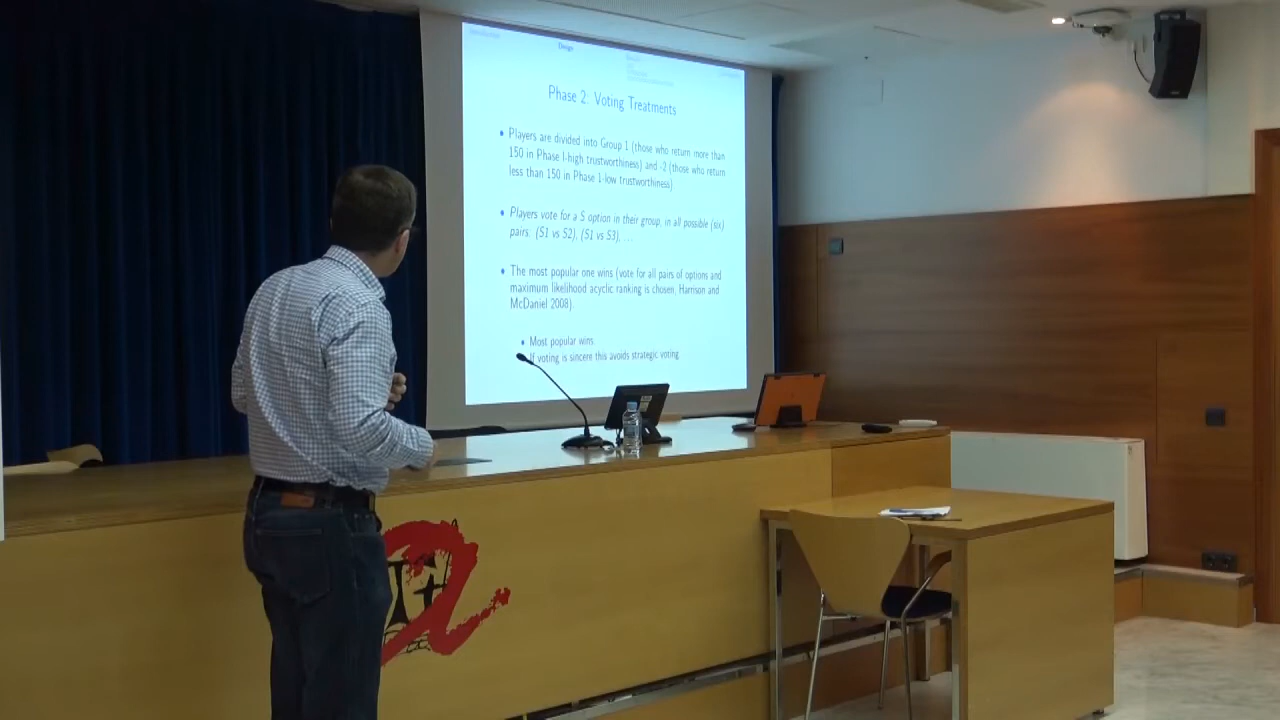 Design
Phase 2. Voting Treatments
• Players are divided into Group 1 (those who return more than
150 in Phase I-high trustworthiness) and -2 (those who return
less than 150 in Phase 1-low trustworthiness)
• Players vote for a S option in their group, in all possible (six)
pairs. (S1 vs S2), (S1 vs S3), ...
• The most popular one wins (vote for all pairs of options and
maximum likelihood acyclic ranking is chosen, Harrison and
McDaniel 2008).
• Most popular wins
If voting is sincere this avoids strategic voting